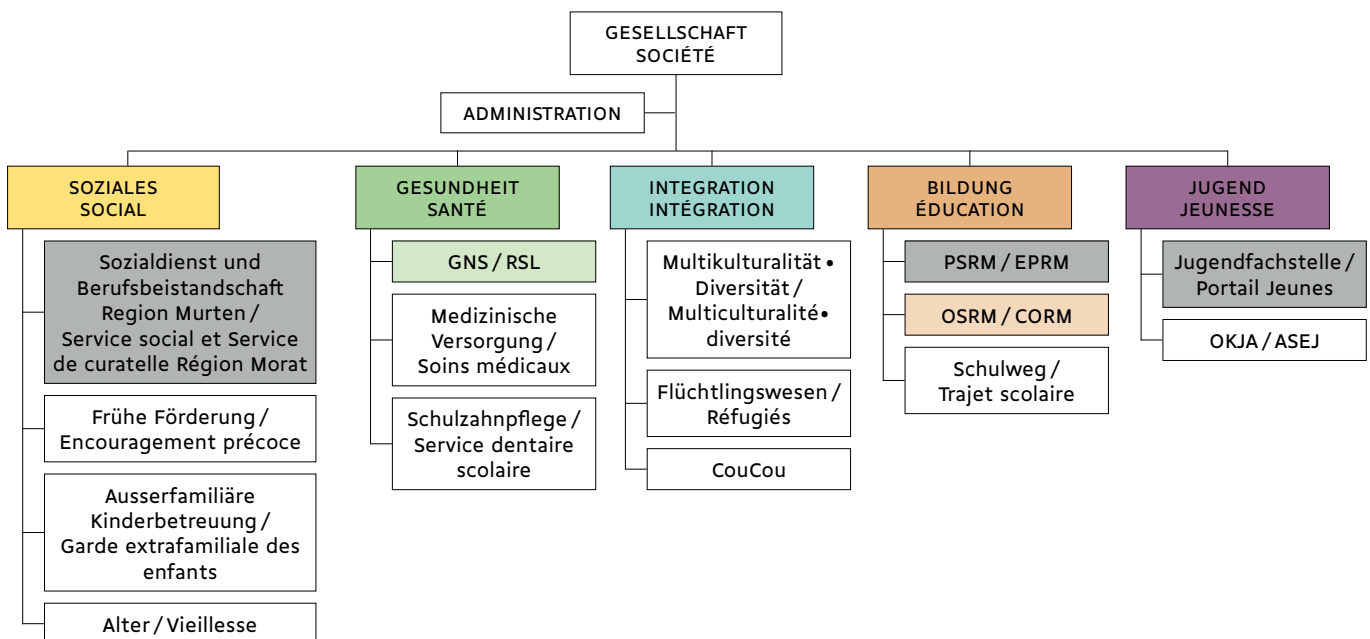 GESELLSCHAFT
SOCIÉTÉ
ADMINISTRATION
SOZIALES
SOCIAL
Sozialdienst und
Berufsbeistandschaft
Region Murten /
Service social et Service
de curatelle Région Morat
Frühe Förderung /
Encouragement précoce
Ausserfamiliäre
Kinderbetreuung /
Garde extrafamiliale des
enfants
Alter / Vieillesse
GESUNDHEIT
SANTÉ
GNS / RSL
Medizinische
Versorgung /
Soins médicaux
Schulzahnpflege /
Service dentaire
scolaire
INTEGRATION
INTÉGRATION
Multikulturalität •
Diversität /
Multiculturalité•
diversité
Flüchtlingswesen /
Réfugiés
CouCou
BILDUNG
ÉDUCATION
PSRM / EPRM
OSRM / CORM
Schulweg /
Trajet scolaire
JUGEND
JEUNESSE
Jugendfachstelle /
Portail Jeunes
OKJA / ASEJ